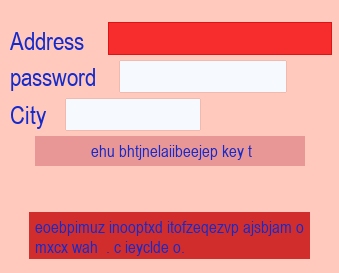 Address
password
City
ehu bhtjnelaiibeejep key t
eoebpimuz inooptxd itofzeqezvp ajsbjam o
mxcx wah . c ieyclde o.